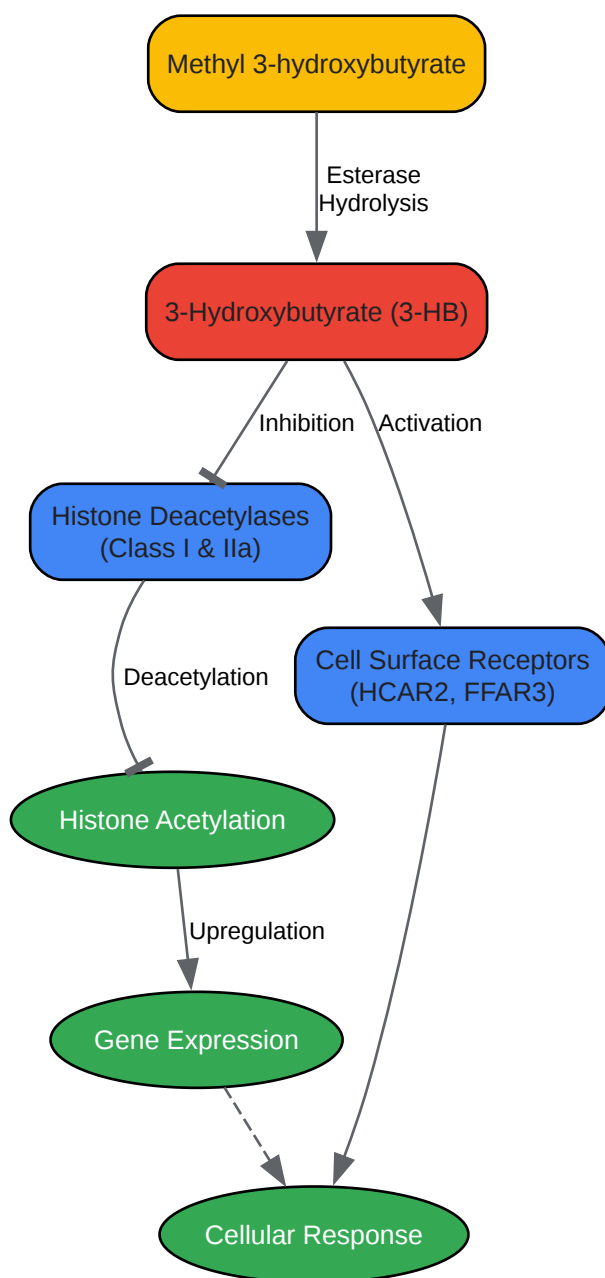 Methyl 3-hydroxybutyrate
Esterase
Hydrolysis
3-Hydroxybutyrate (3-HB)
Inhibition
Activation
Histone Deacetylases
(Class I & IIa)
Deacetylation
Cell Surface Receptors
(HCAR2, FFAR3)
Histone Acetylation
Upregulation
Gene Expression
Cellular Response